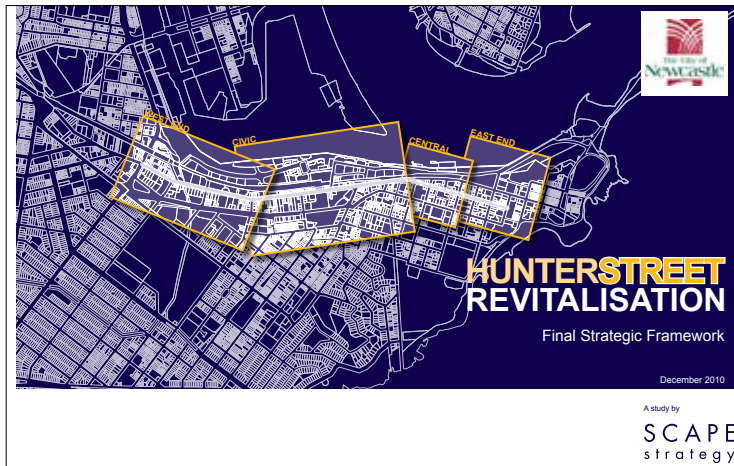 The City of
Newcastle
WEST END
CIVIC
CENTRAL
EAST END
HUNTERSTREET
REVITALISATION
Final Strategic Framework
December 2010
A study by
SCAPE
strategy